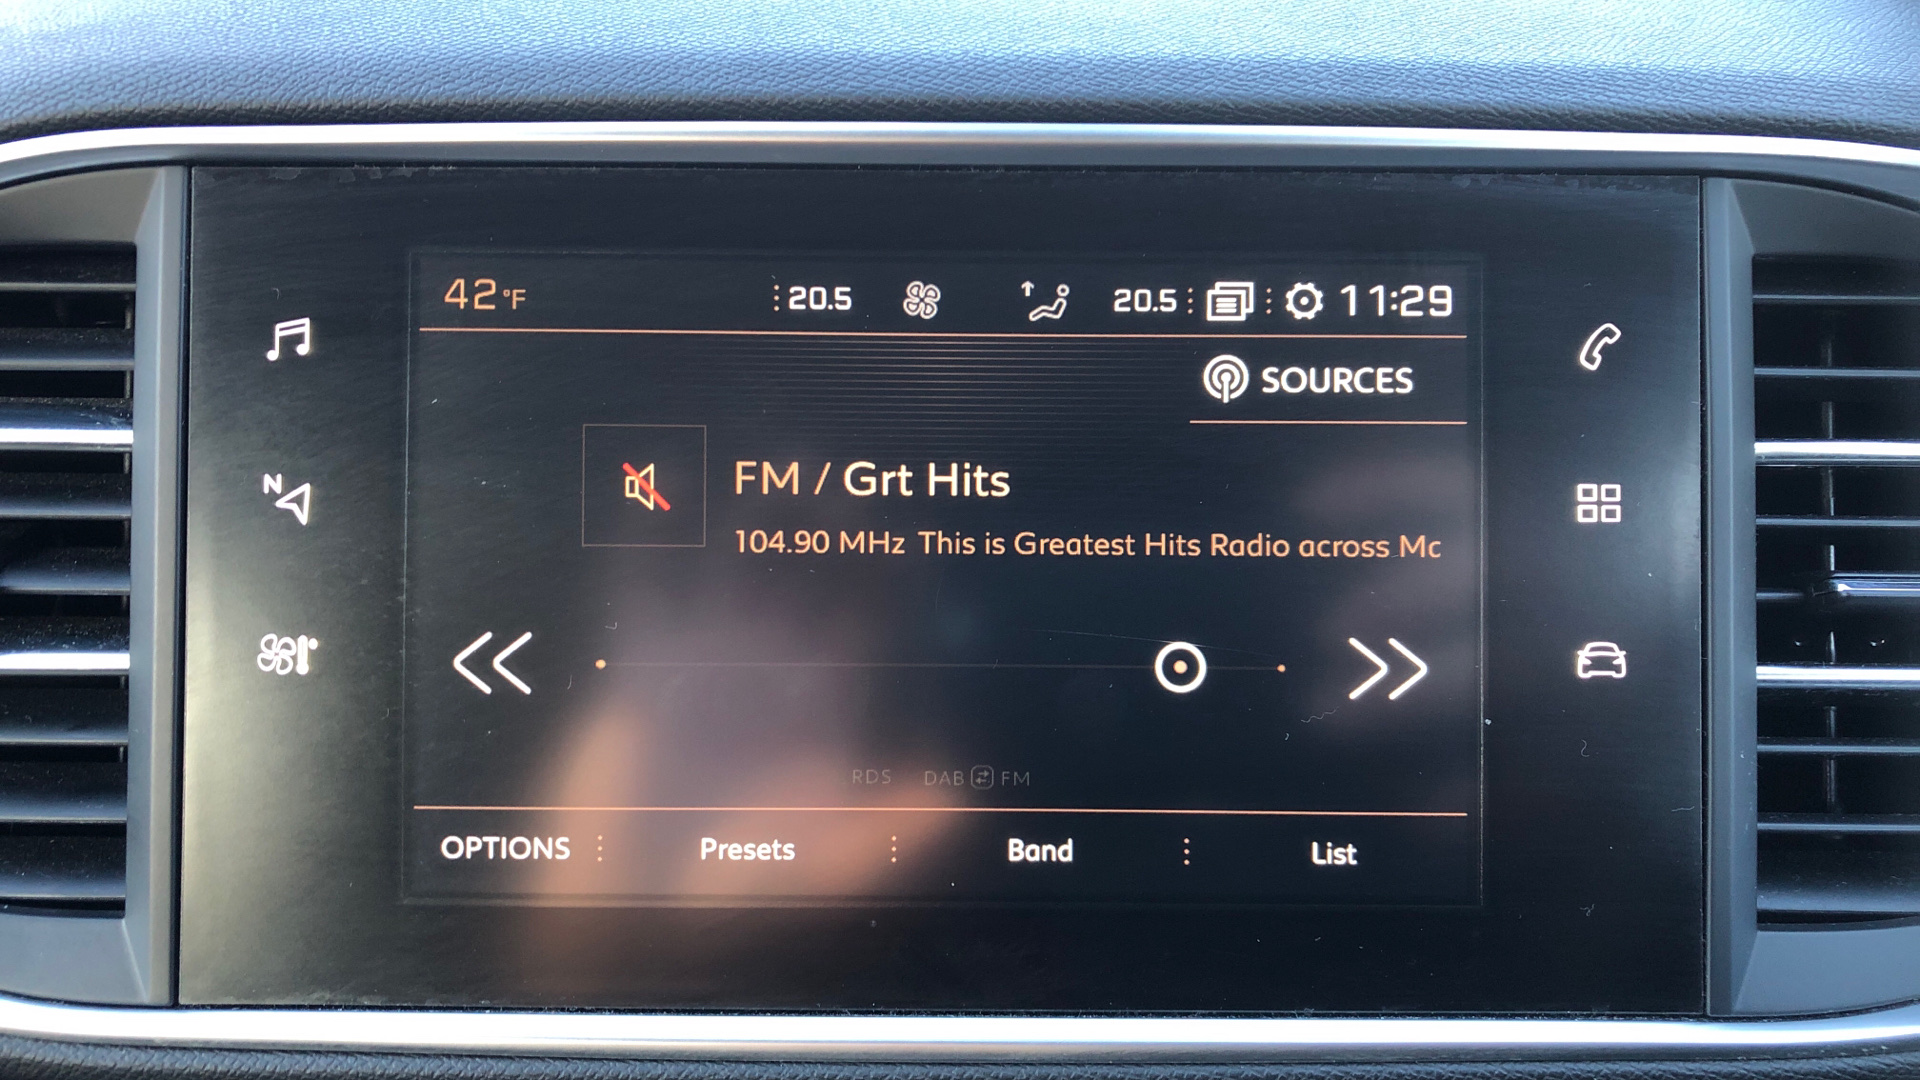 42°F 20.5 20.5 11:29
SOURCES
N
FM / Grt Hits
104.90 MHz This is Greatest Hits Radio across Mc
RDS DAB FM
OPTIONS Presets Band List